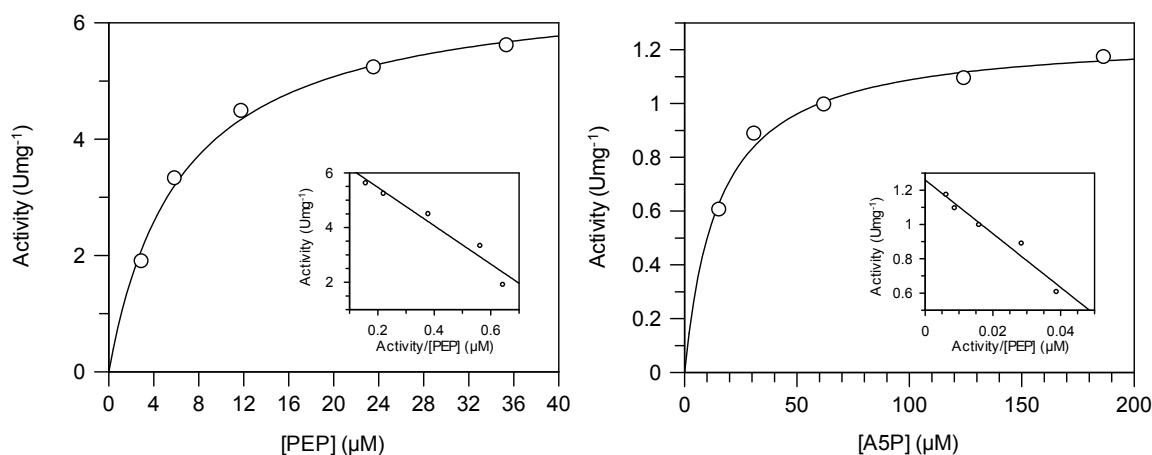 6
4
2
0
Activity (Umg⁻¹)
0 4 8 12 16 20 24 28 32 36 40
[PEP] (µM)
6
4
2
Activity (Umg⁻¹)
0.2 0.4 0.6
Activity/[PEP] (µM)
1.2
1
0.8
0.6
0.4
0.2
0
Activity (Umg⁻¹)
0 50 100 150 200
[A5P] (µM)
1.2
1.0
0.8
0.6
Activity (Umg⁻¹)
0 0.02 0.04
Activity/[PEP] (µM)